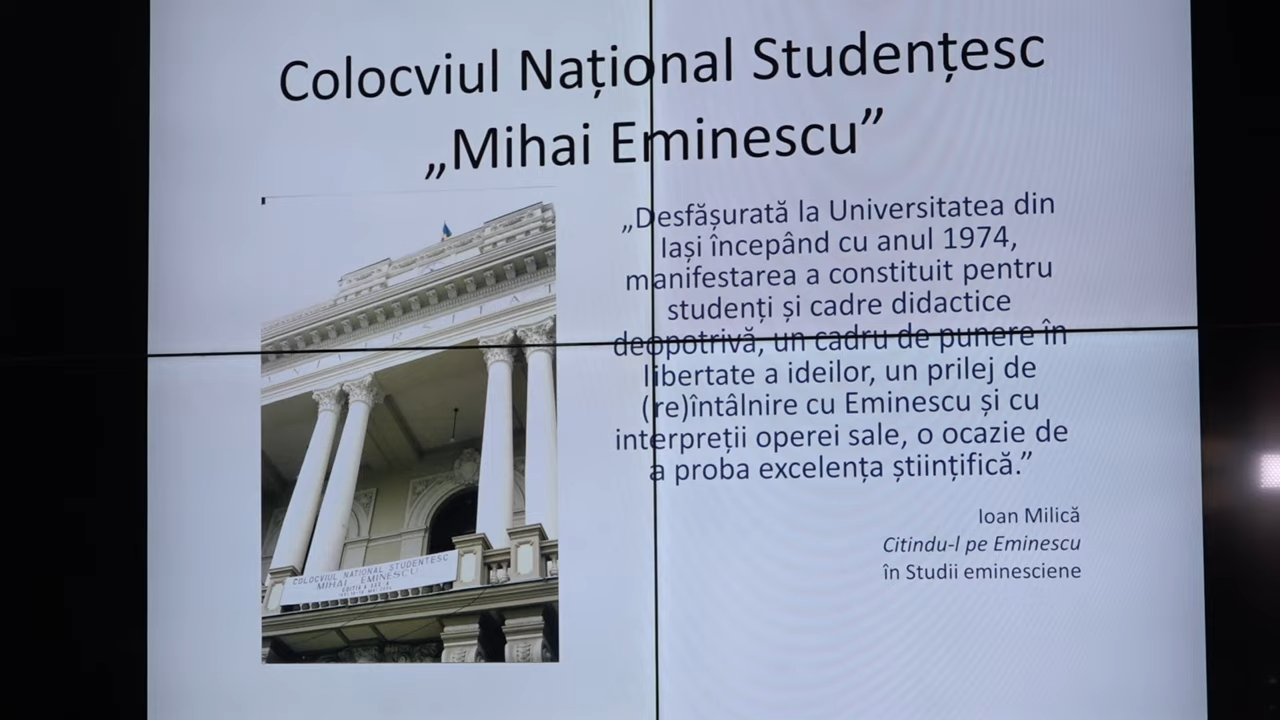 Colocviul Național Studențesc
„Mihai Eminescu”
„Desfășurată la Universitatea din
Iași începând cu anul 1974,
manifestarea a constituit pentru
studenți și cadre didactice
deopotrivă, un cadru de punere în
libertate a ideilor, un prilej de
(re)întâlnire cu Eminescu și cu
interpreții operei sale, o ocazie de
a proba excelența științifică.”
Ioan Milică
Citindu-l pe Eminescu
în Studii eminesciene
COLOCVIUL NAȚIONAL STUDENȚESC
MIHAI EMINESCU